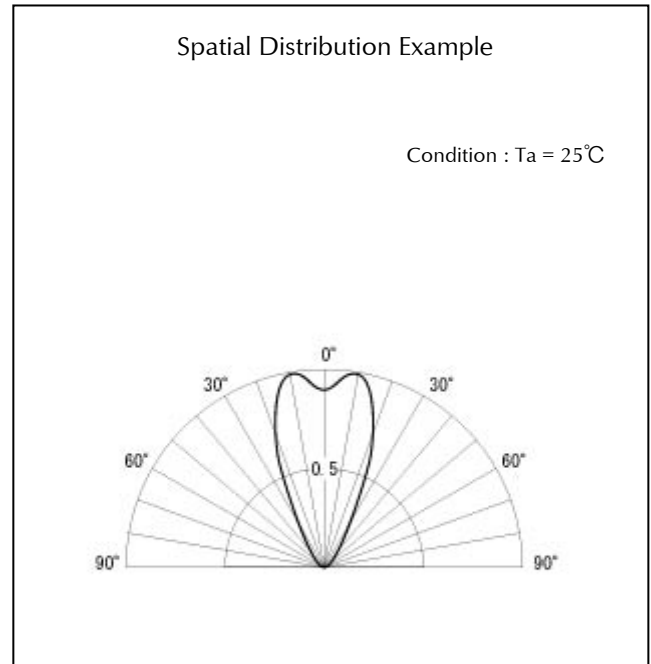 Spatial Distribution Example
Condition : Ta = 25℃
0°
30° 30°
60° 60°
0.5
90° 90°